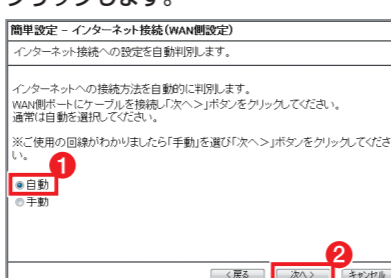 クリックします。
簡単設定 - インターネット接続(WAN側設定)
インターネット接続への設定を自動判別します。
インターネットへの接続方法を自動的に判別します。
WAN側ポートにケーブルを接続し「次へ>」ボタンをクリックしてください。
通常は自動を選択してください。
※ご使用の回線がわかりましたら「手動」を選び「次へ>」ボタンをクリックしてくださ
い。
1
自動
手動
2
<戻る 次へ> キャンセル